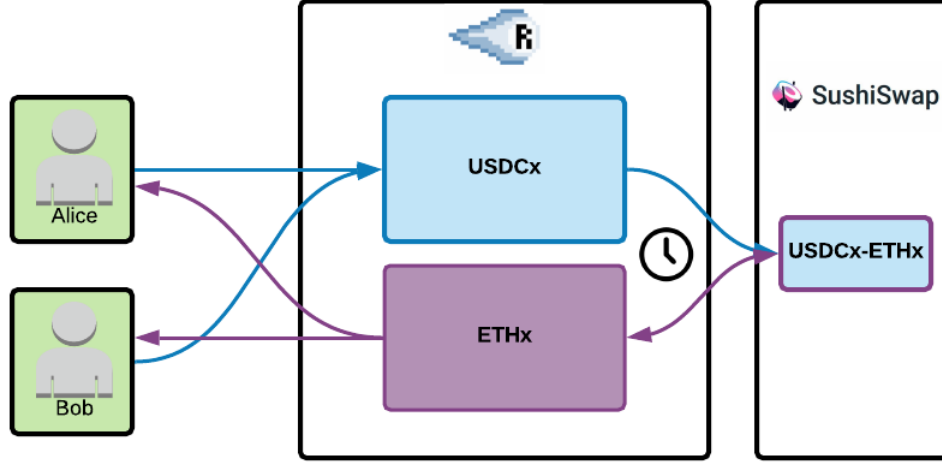 R
SushiSwap
USDCx
Alice
USDCx-ETHx
ETHx
Bob